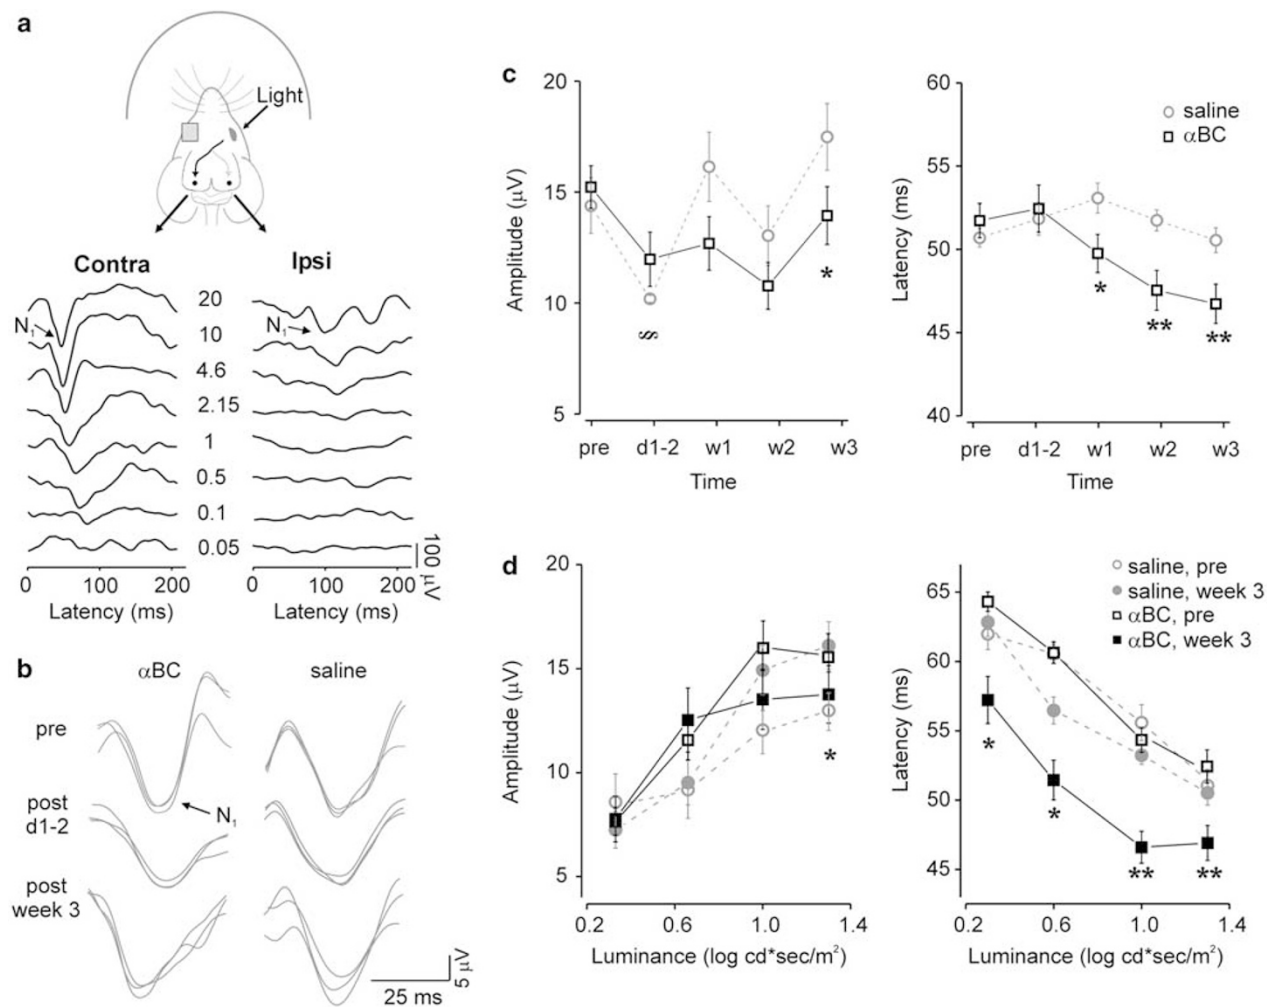 a
Light
Contra
Ipsi
N1
N1
20
10
4.6
2.15
1
0.5
0.1
0.05
100 μV
0 100 200
0 100 200
Latency (ms)
Latency (ms)
b
αBC
saline
pre
N1
post
d1-2
post
week 3
5 μV
25 ms
c
20
15
10
5
Amplitude (μV)
§
*
pre d1-2 w1 w2 w3
Time
60
55
50
45
40
Latency (ms)
saline
αBC
*
**
**
pre d1-2 w1 w2 w3
Time
d
20
15
10
5
Amplitude (μV)
*
0.2 0.6 1.0 1.4
Luminance (log cd*sec/m²)
65
60
55
50
45
Latency (ms)
saline, pre
saline, week 3
αBC, pre
αBC, week 3
*
*
**
**
0.2 0.6 1.0 1.4
Luminance (log cd*sec/m²)